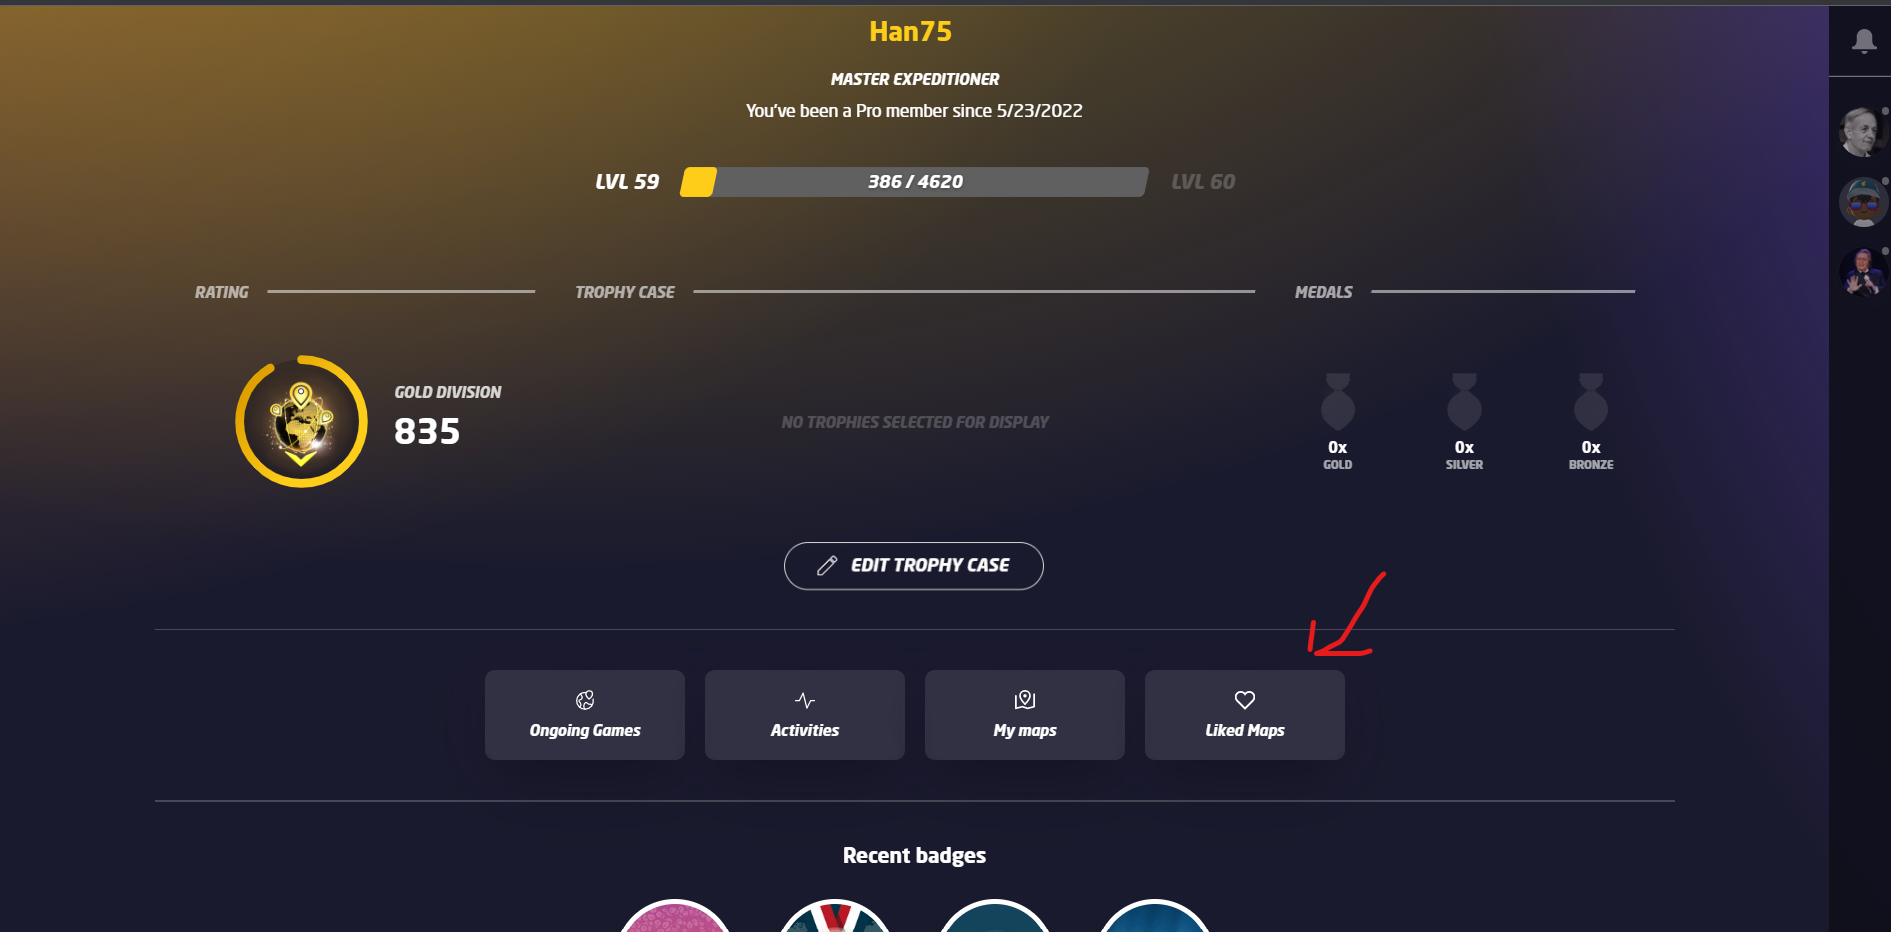 Han75
MASTER EXPEDITIONER
You've been a Pro member since 5/23/2022
LVL 59 386 / 4620 LVL 60
RATING TROPHY CASE MEDALS
GOLD DIVISION
835
NO TROPHIES SELECTED FOR DISPLAY
0x 0x 0x
GOLD SILVER BRONZE
EDIT TROPHY CASE
Ongoing Games Activities My maps Liked Maps
Recent badges